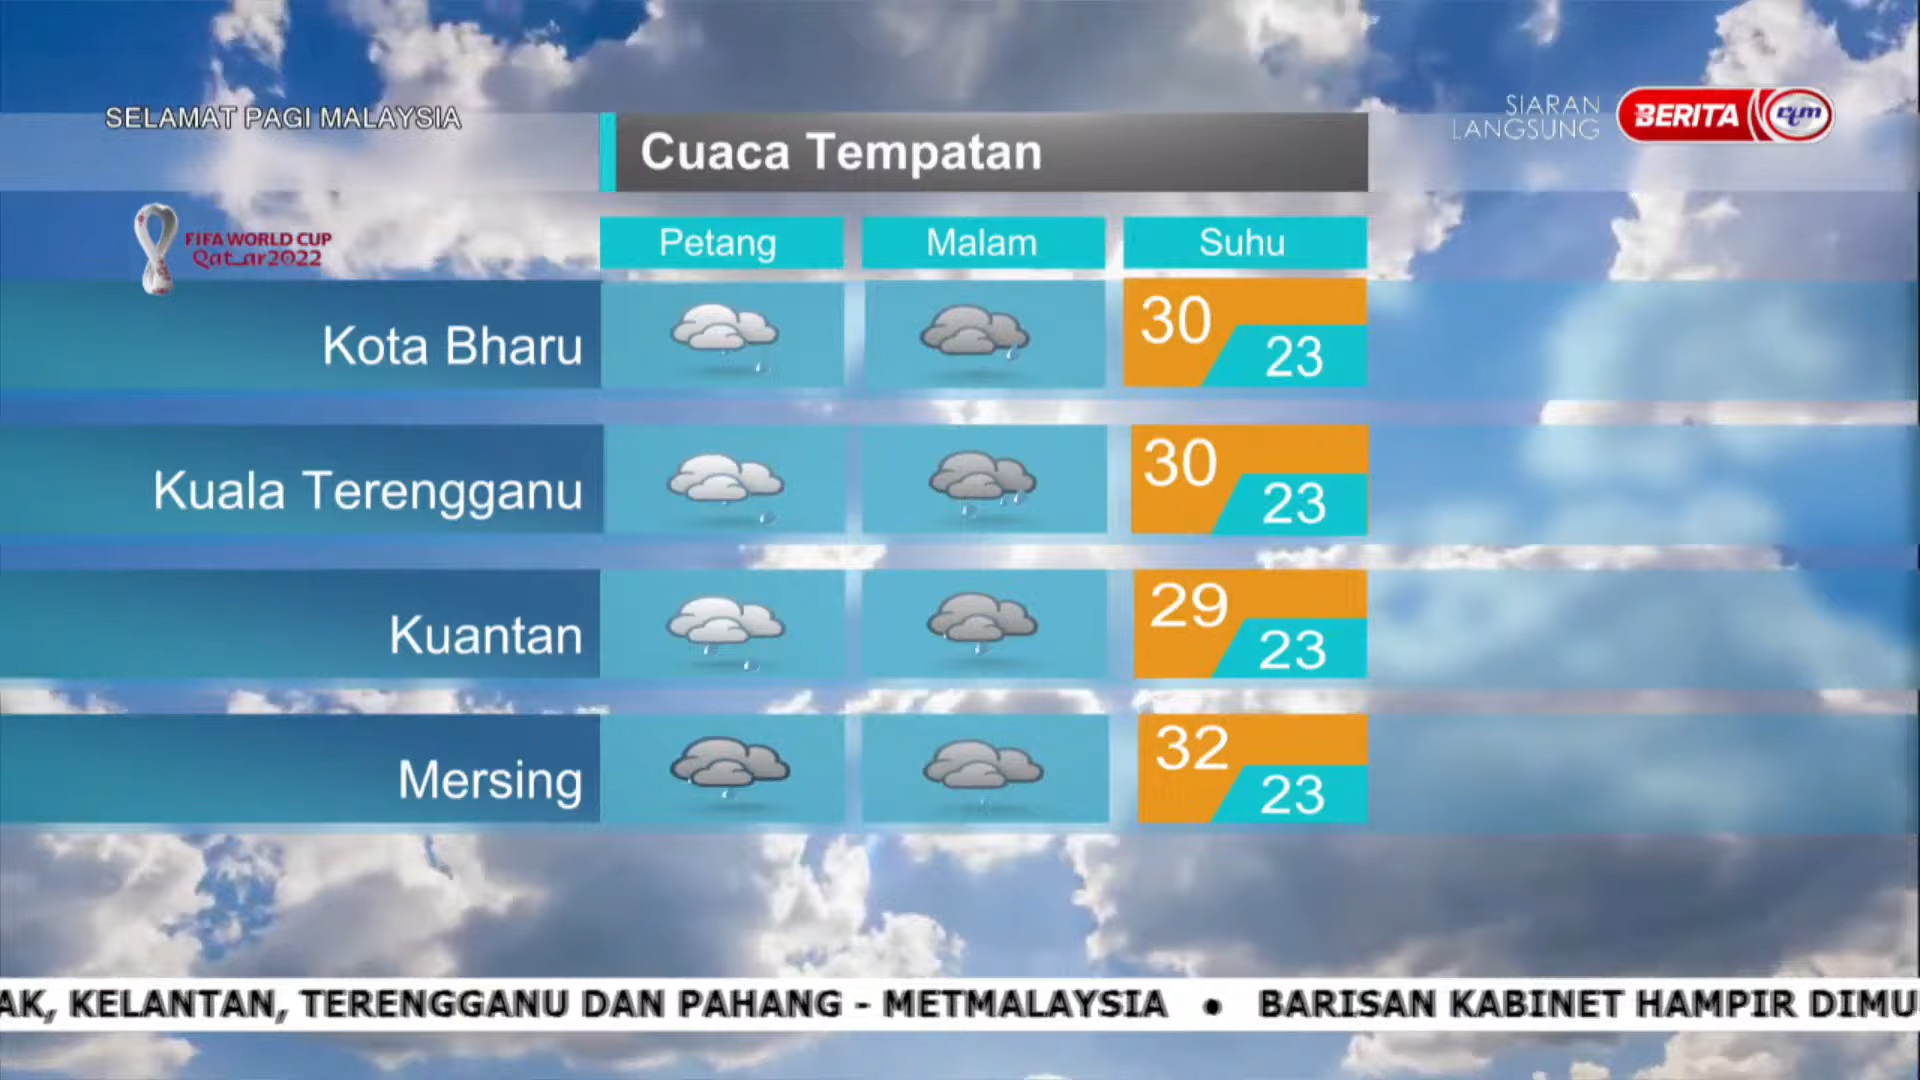 SELAMAT PAGI MALAYSIA
SIARAN
LANGSUNG
BERITA rtm
FIFA WORLD CUP
Qatar2022
Cuaca Tempatan
Petang Malam Suhu
Kota Bharu 30 23
Kuala Terengganu 30 23
Kuantan 29 23
Mersing 32 23
AK, KELANTAN, TERENGGANU DAN PAHANG - METMALAYSIA • BARISAN KABINET HAMPIR DIMU